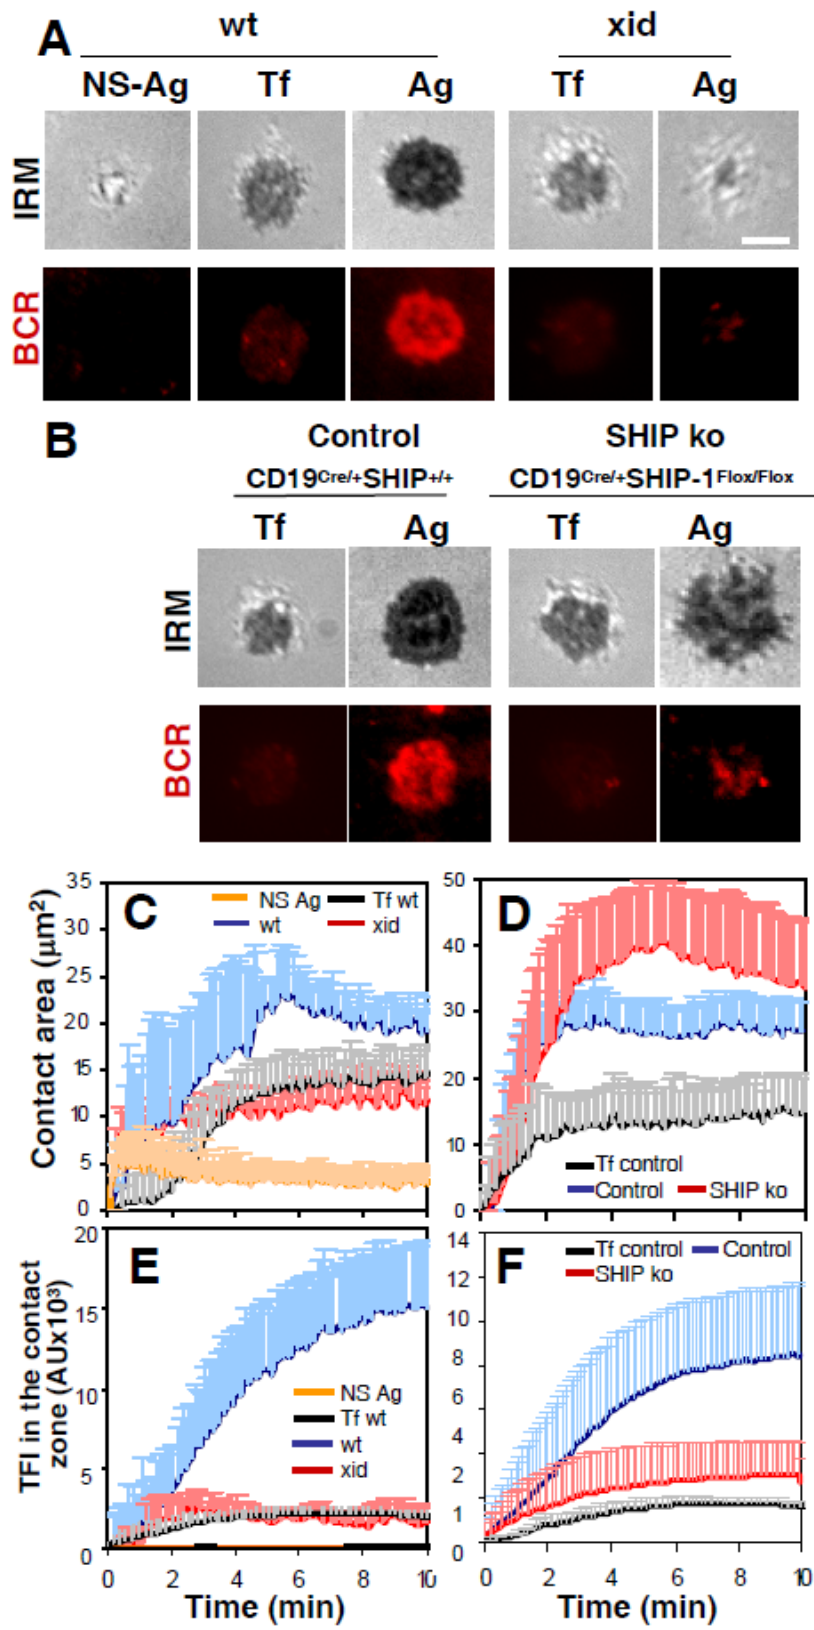 A
wt
xid
NS-Ag Tf Ag Tf Ag
IRM
BCR
B
Control
SHIP ko
CD19Cre/+SHIP+/+
CD19Cre/+SHIP-1Flox/Flox
Tf Ag Tf Ag
IRM
BCR
Contact area (μm²)
35
30
25
20
15
10
5
0
C
NS Ag
Tf wt
wt
xid
50
40
30
20
10
0
D
Tf control
Control
SHIP ko
TFI in the contact
zone (AUx10³)
20
15
10
5
0
E
NS Ag
Tf wt
wt
xid
0 2 4 6 8 10
Time (min)
14
12
10
8
6
4
2
1
0
F
Tf control
Control
SHIP ko
0 2 4 6 8 10
Time (min)